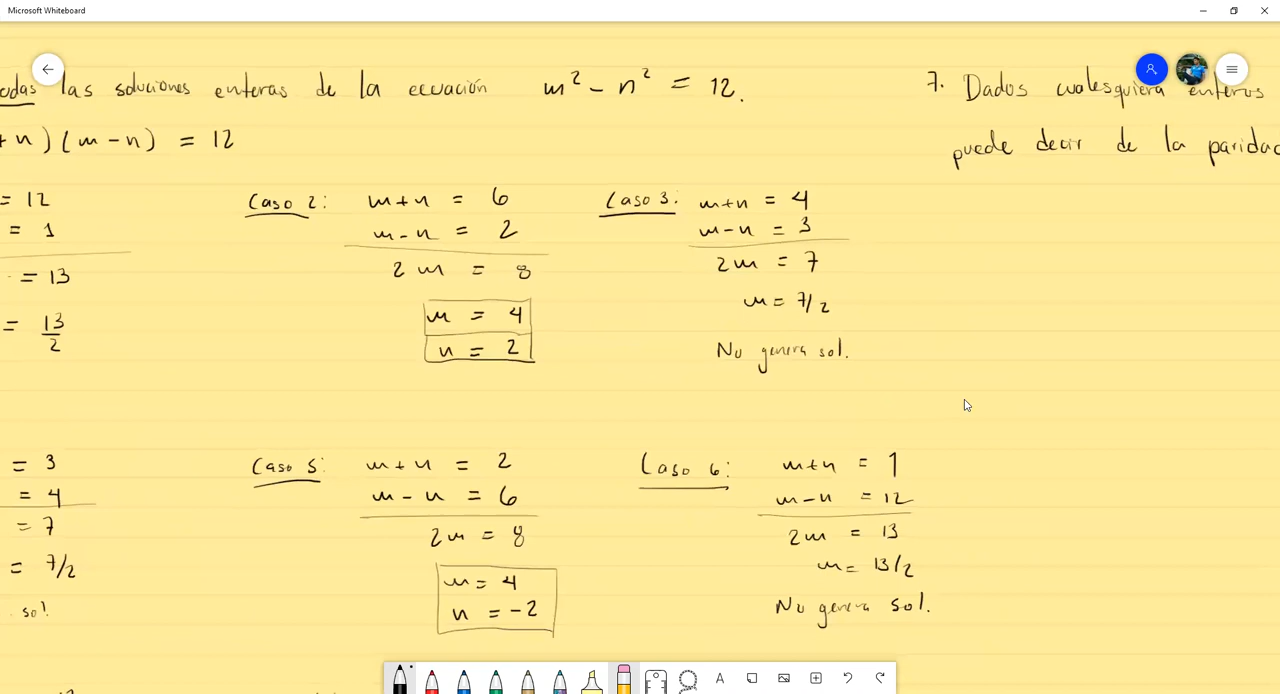 Microsoft Whiteboard
las soluciones enteras de la ecuación m² - n² = 12.
+ n) (m - n) = 12
= 12
= 1
= 13
= 13/2
Caso 2: m + n = 6
m - n = 2
2m = 8
m = 4
n = 2
Caso 3: m + n = 4
m - n = 3
2m = 7
m = 7/2
No genera sol.
7. Dados cualesquiera enteros
puede decir de la paridad
= 3
= 4
= 7
= 7/2
sol.
Caso 5: m + n = 2
m - n = 6
2m = 8
m = 4
n = -2
Caso 6: m + n = 1
m - n = 12
2m = 13
m = 13/2
No genera sol.
A